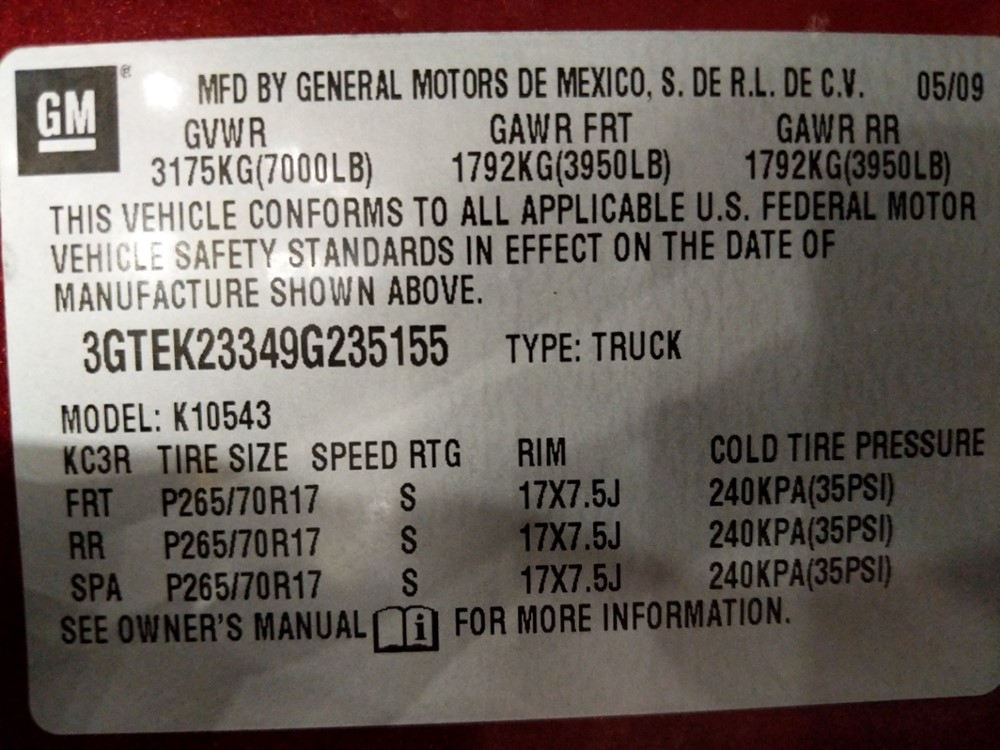 GM ® MFD BY GENERAL MOTORS DE MEXICO, S. DE R.L. DE C.V. 05/09
GVWR GAWR FRT GAWR RR
3175KG(7000LB) 1792KG(3950LB) 1792KG(3950LB)
THIS VEHICLE CONFORMS TO ALL APPLICABLE U.S. FEDERAL MOTOR
VEHICLE SAFETY STANDARDS IN EFFECT ON THE DATE OF
MANUFACTURE SHOWN ABOVE.
3GTEK23349G235155 TYPE: TRUCK
MODEL: K10543
KC3R TIRE SIZE SPEED RTG RIM COLD TIRE PRESSURE
FRT P265/70R17 S 17X7.5J 240KPA(35PSI)
RR P265/70R17 S 17X7.5J 240KPA(35PSI)
SPA P265/70R17 S 17X7.5J 240KPA(35PSI)
SEE OWNER'S MANUAL i FOR MORE INFORMATION.